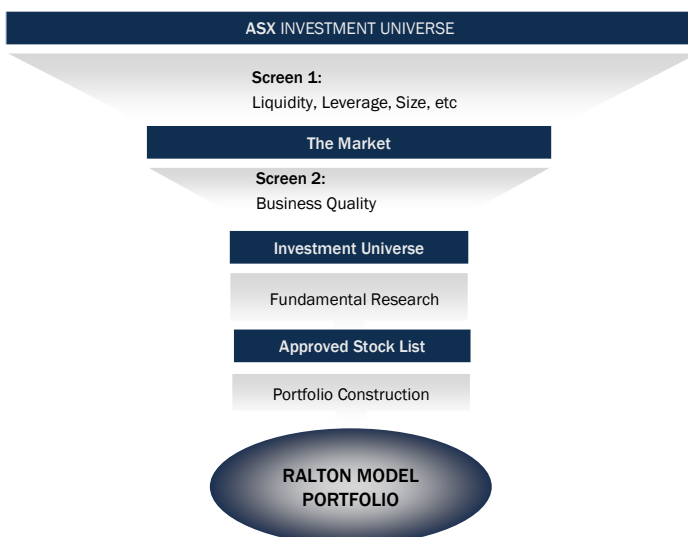 ASX INVESTMENT UNIVERSE
Screen 1:
Liquidity, Leverage, Size, etc
The Market
Screen 2:
Business Quality
Investment Universe
Fundamental Research
Approved Stock List
Portfolio Construction
RALTON MODEL
PORTFOLIO